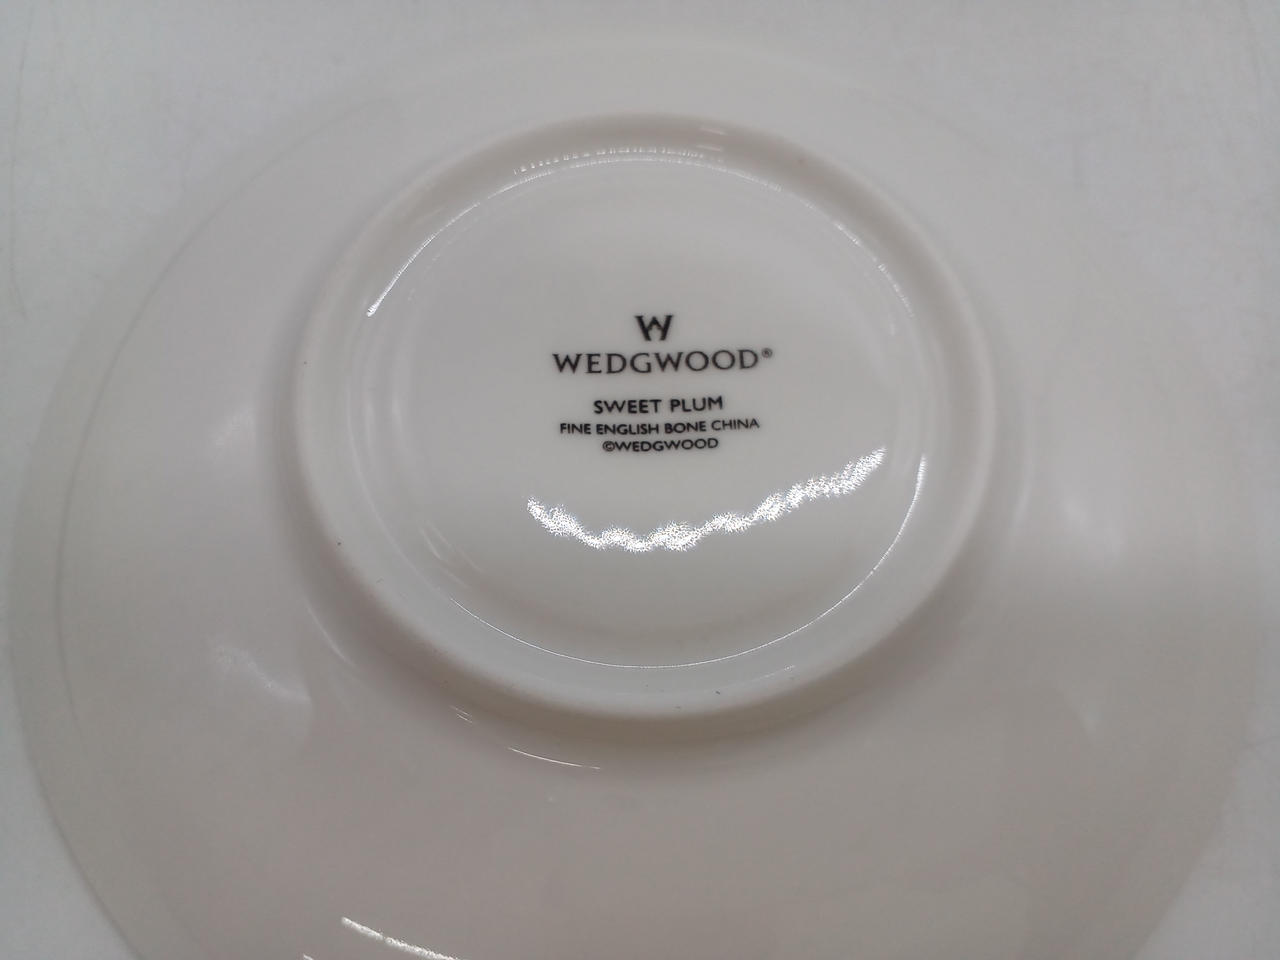 W
WEDGWOOD®
SWEET PLUM
FINE ENGLISH BONE CHINA
©WEDGWOOD